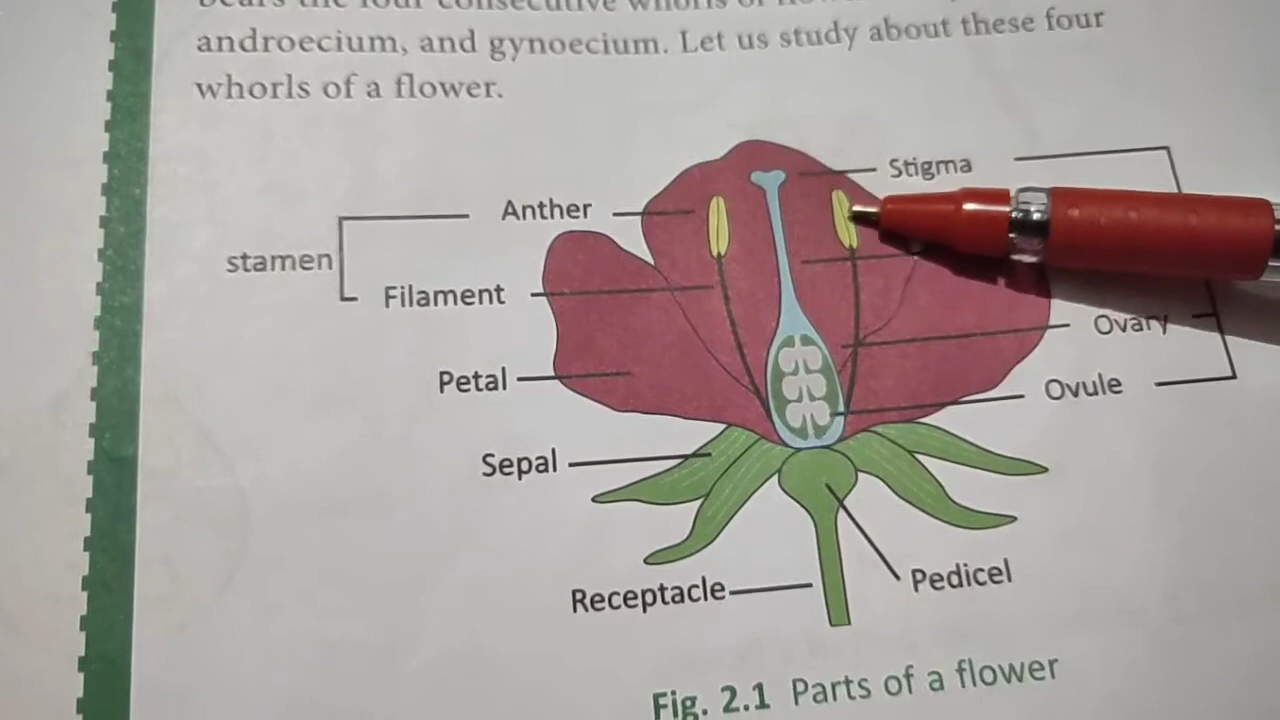 androecium, and gynoecium. Let us study about these four
whorls of a flower.
Stigma
Anther
stamen
Filament
Ovary
Petal
Ovule
Sepal
Pedicel
Receptacle
Fig. 2.1 Parts of a flower